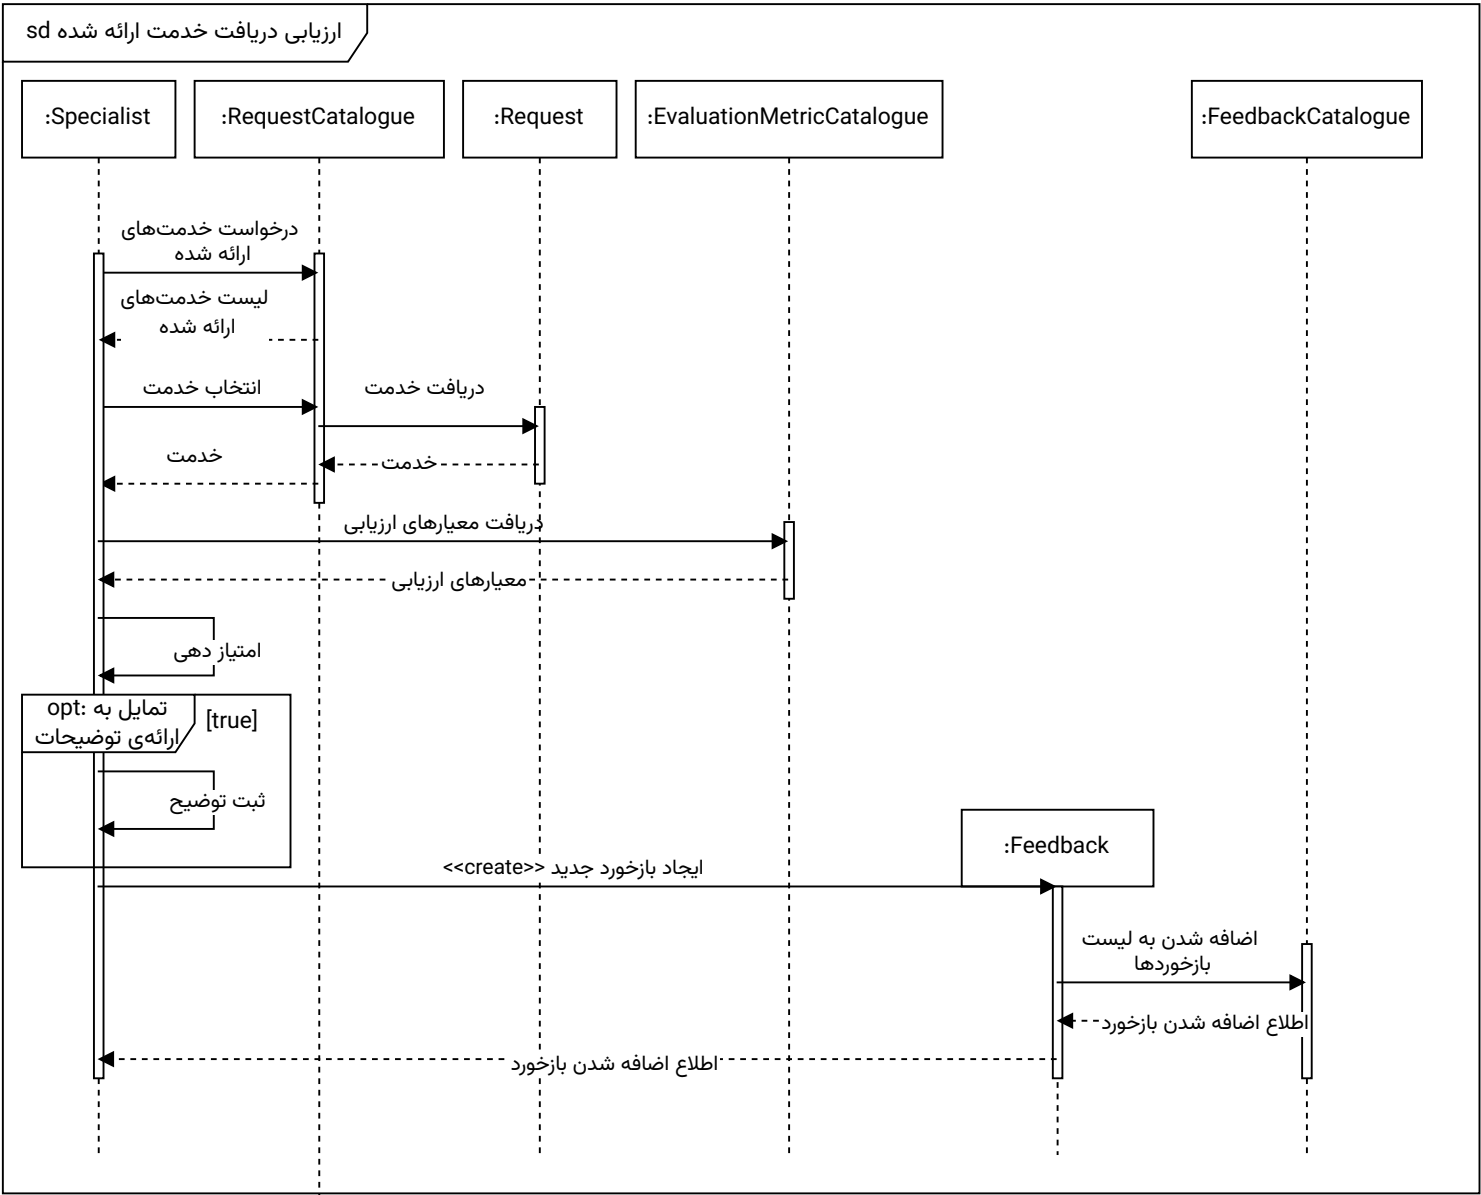 sd ارزیابی دریافت خدمت ارائه شده
:Specialist
:RequestCatalogue
:Request
:EvaluationMetricCatalogue
:FeedbackCatalogue
درخواست خدمت‌های
ارائه شده
لیست خدمت‌های
ارائه شده
انتخاب خدمت
دریافت خدمت
خدمت
خدمت
دریافت معیارهای ارزیابی
معیارهای ارزیابی
امتیاز دهی
opt: تمایل به
ارائه‌ی توضیحات
[true]
ثبت توضیح
:Feedback
<<create>> ایجاد بازخورد جدید
اضافه شدن به لیست
بازخوردها
اطلاع اضافه شدن بازخورد
اطلاع اضافه شدن بازخورد